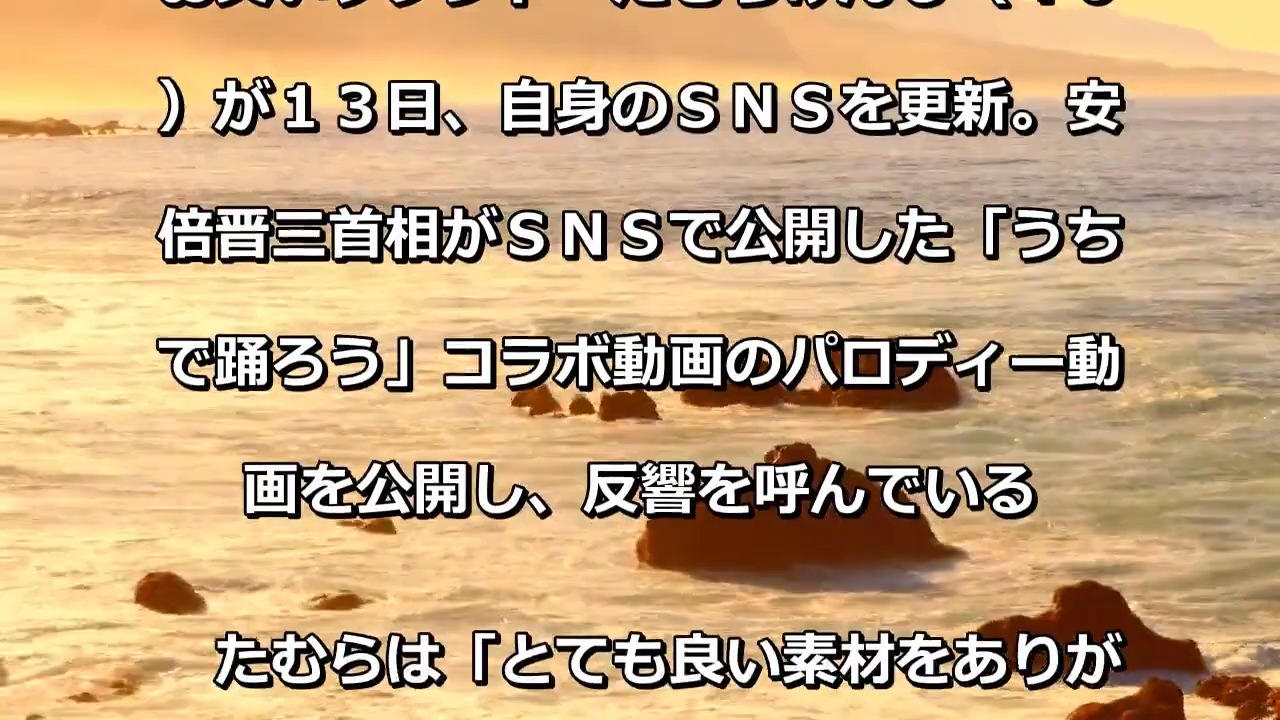 ）が１３日、自身のＳＮＳを更新。安
倍晋三首相がＳＮＳで公開した「うち
で踊ろう」コラボ動画のパロディー動
画を公開し、反響を呼んでいる
たむらは「とても良い素材をありが